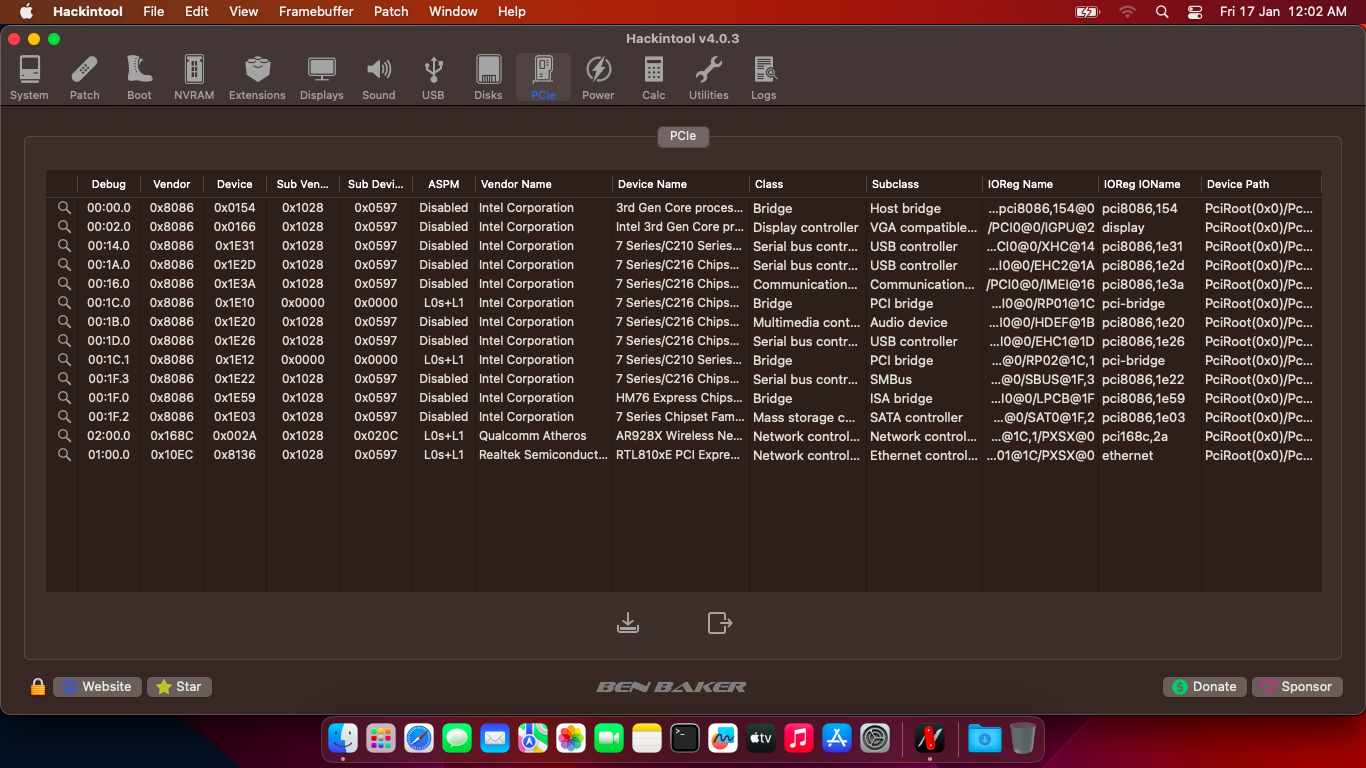 Hackintool File Edit View Framebuffer Patch Window Help Fri 17 Jan 12:02 AM
Hackintool v4.0.3
System Patch Boot NVRAM Extensions Displays Sound USB Disks PCIe Power Calc Utilities Logs
PCIe
Debug Vendor Device Sub Ven... Sub Devi... ASPM Vendor Name Device Name Class Subclass IOReg Name IOReg IOName Device Path
00:00.0 0x8086 0x0154 0x1028 0x0597 Disabled Intel Corporation 3rd Gen Core proces... Bridge Host bridge ...pci8086,154@0 pci8086,154 PciRoot(0x0)/Pc...
00:02.0 0x8086 0x0166 0x1028 0x0597 Disabled Intel Corporation Intel 3rd Gen Core pr... Display controller VGA compatible... /PCI0@0/IGPU@2 display PciRoot(0x0)/Pc...
00:14.0 0x8086 0x1E31 0x1028 0x0597 Disabled Intel Corporation 7 Series/C210 Series... Serial bus contr... USB controller ...CI0@0/XHC@14 pci8086,1e31 PciRoot(0x0)/Pc...
00:1A.0 0x8086 0x1E2D 0x1028 0x0597 Disabled Intel Corporation 7 Series/C216 Chips... Serial bus contr... USB controller ...I0@0/EHC2@1A pci8086,1e2d PciRoot(0x0)/Pc...
00:16.0 0x8086 0x1E3A 0x1028 0x0597 Disabled Intel Corporation 7 Series/C216 Chips... Communication... Communication... /PCI0@0/IMEI@16 pci8086,1e3a PciRoot(0x0)/Pc...
00:1C.0 0x8086 0x1E10 0x0000 0x0000 L0s+L1 Intel Corporation 7 Series/C216 Chips... Bridge PCI bridge ...I0@0/RP01@1C pci-bridge PciRoot(0x0)/Pc...
00:1B.0 0x8086 0x1E20 0x1028 0x0597 Disabled Intel Corporation 7 Series/C216 Chips... Multimedia cont... Audio device ...I0@0/HDEF@1B pci8086,1e20 PciRoot(0x0)/Pc...
00:1D.0 0x8086 0x1E26 0x1028 0x0597 Disabled Intel Corporation 7 Series/C216 Chips... Serial bus contr... USB controller ...I0@0/EHC1@1D pci8086,1e26 PciRoot(0x0)/Pc...
00:1C.1 0x8086 0x1E12 0x0000 0x0000 L0s+L1 Intel Corporation 7 Series/C210 Series... Bridge PCI bridge ...@0/RP02@1C,1 pci-bridge PciRoot(0x0)/Pc...
00:1F.3 0x8086 0x1E22 0x1028 0x0597 Disabled Intel Corporation 7 Series/C216 Chips... Serial bus contr... SMBus ...@0/SBUS@1F,3 pci8086,1e22 PciRoot(0x0)/Pc...
00:1F.0 0x8086 0x1E59 0x1028 0x0597 Disabled Intel Corporation HM76 Express Chips... Bridge ISA bridge ...I0@0/LPCB@1F pci8086,1e59 PciRoot(0x0)/Pc...
00:1F.2 0x8086 0x1E03 0x1028 0x0597 Disabled Intel Corporation 7 Series Chipset Fam... Mass storage c... SATA controller ...@0/SAT0@1F,2 pci8086,1e03 PciRoot(0x0)/Pc...
02:00.0 0x168C 0x002A 0x1028 0x020C L0s+L1 Qualcomm Atheros AR928X Wireless Ne... Network control... Network control... ...@1C,1/PXSX@0 pci168c,2a PciRoot(0x0)/Pc...
01:00.0 0x10EC 0x8136 0x1028 0x0597 L0s+L1 Realtek Semiconduct... RTL810xE PCI Expre... Network control... Ethernet control... ...01@1C/PXSX@0 ethernet PciRoot(0x0)/Pc...
Website Star BEN BAKER Donate Sponsor
tv